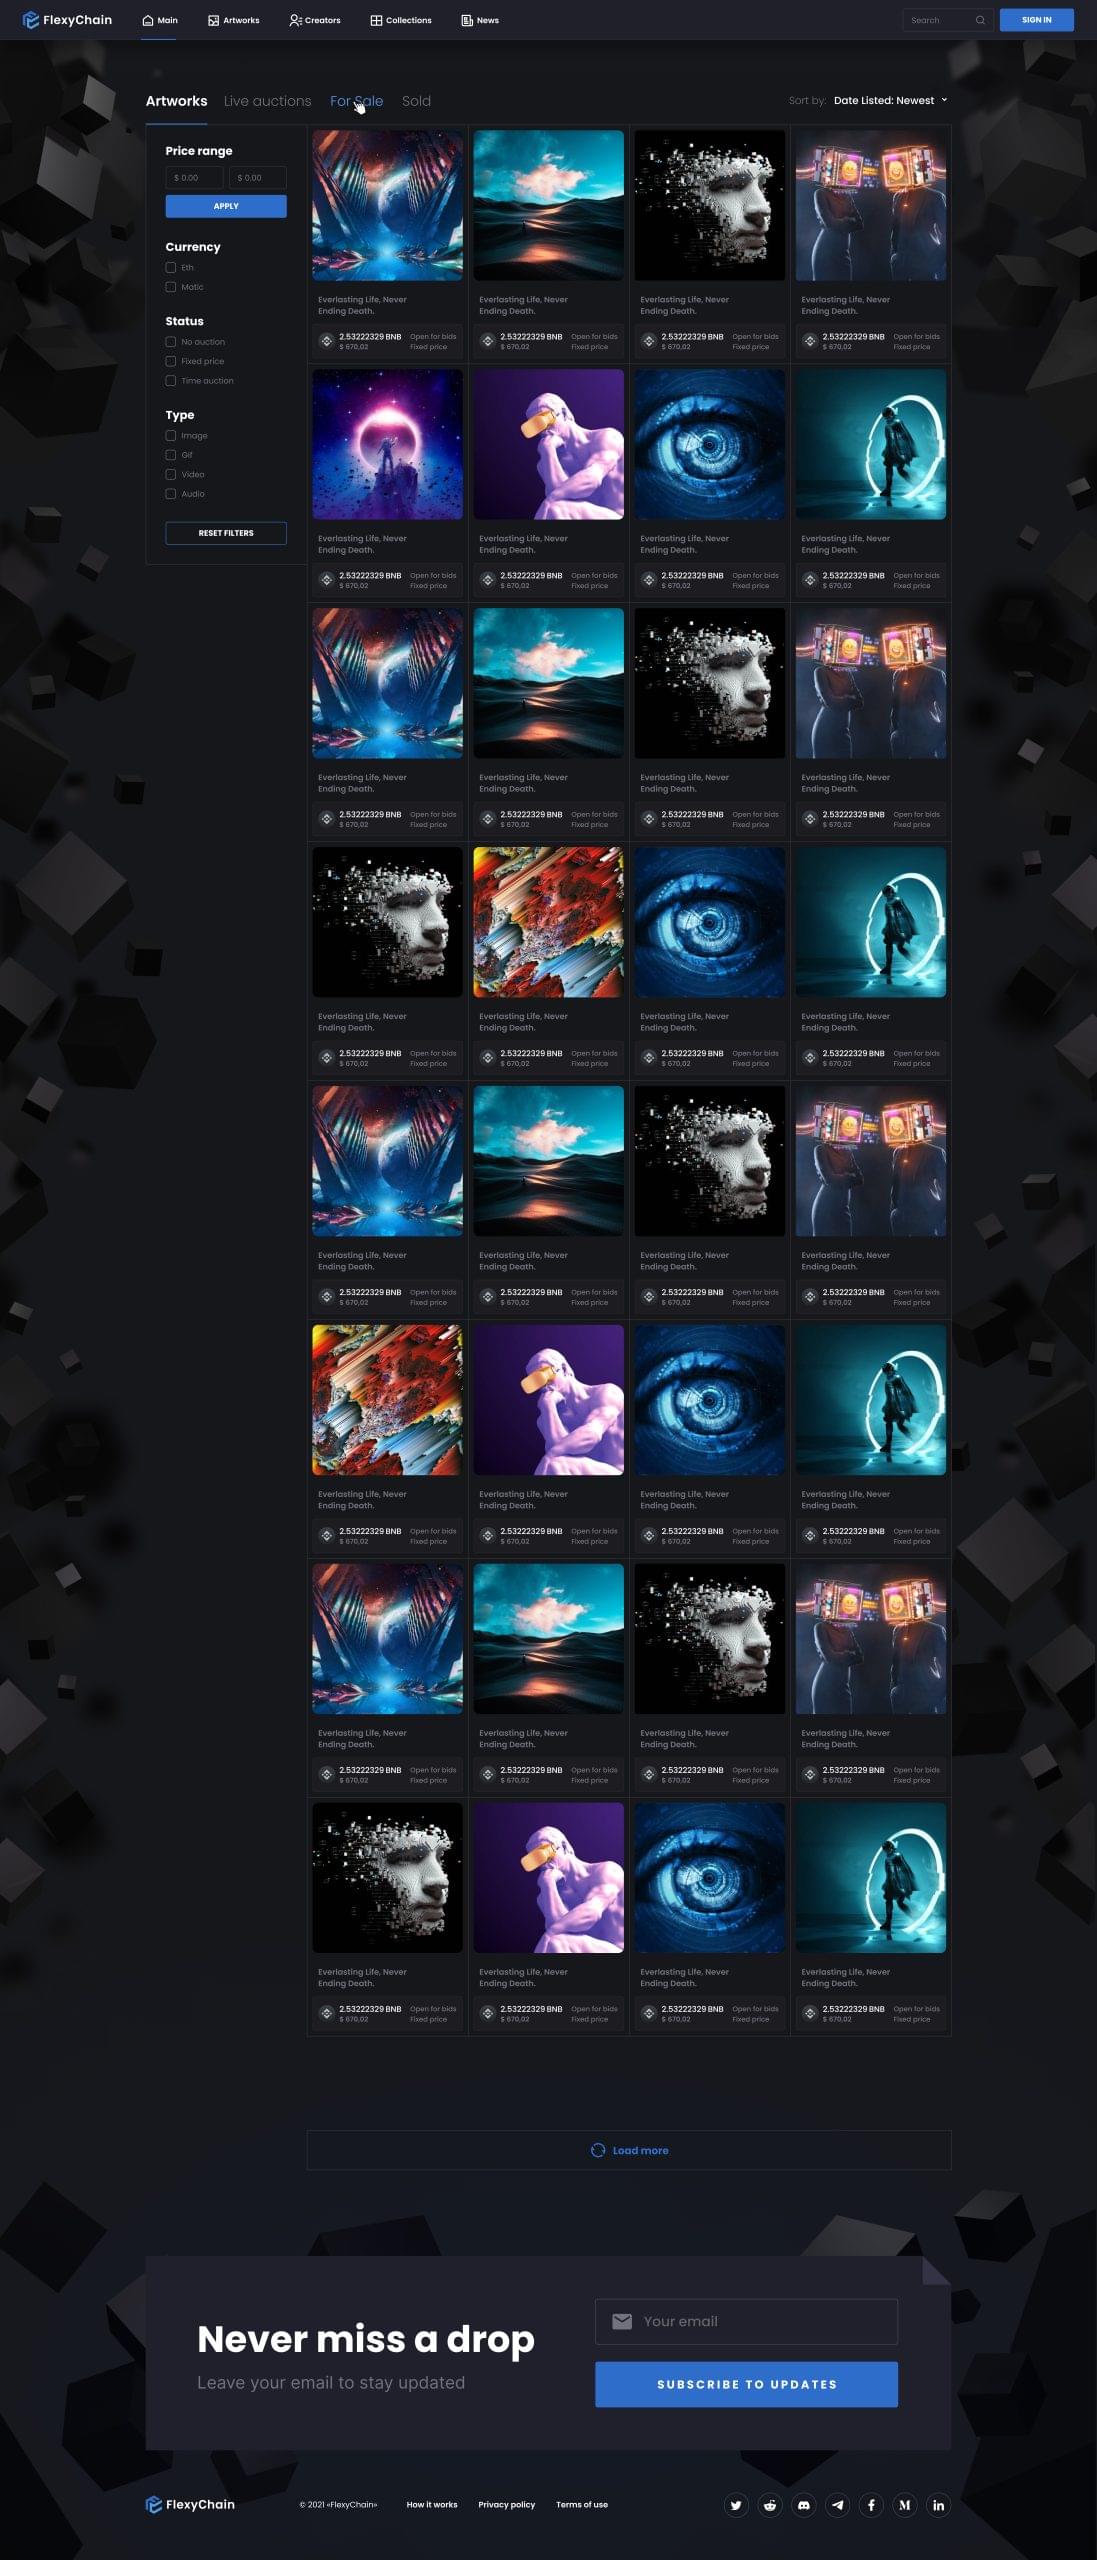 FlexyChain
Main
Artworks
Creators
Collections
News
Search
SIGN IN
Artworks
Live auctions
For Sale
Sold
Sort by: Date Listed: Newest
Price range
$ 0.00
$ 0.00
APPLY
Currency
Eth
Matic
Status
No auction
Fixed price
Time auction
Type
Image
Gif
Video
Audio
RESET FILTERS
Everlasting Life, Never
Ending Death.
2.53222329 BNB
$ 670,02
Open for bids
Fixed price
Everlasting Life, Never
Ending Death.
2.53222329 BNB
$ 670,02
Open for bids
Fixed price
Everlasting Life, Never
Ending Death.
2.53222329 BNB
$ 670,02
Open for bids
Fixed price
Everlasting Life, Never
Ending Death.
2.53222329 BNB
$ 670,02
Open for bids
Fixed price
Everlasting Life, Never
Ending Death.
2.53222329 BNB
$ 670,02
Open for bids
Fixed price
Everlasting Life, Never
Ending Death.
2.53222329 BNB
$ 670,02
Open for bids
Fixed price
Everlasting Life, Never
Ending Death.
2.53222329 BNB
$ 670,02
Open for bids
Fixed price
Everlasting Life, Never
Ending Death.
2.53222329 BNB
$ 670,02
Open for bids
Fixed price
Everlasting Life, Never
Ending Death.
2.53222329 BNB
$ 670,02
Open for bids
Fixed price
Everlasting Life, Never
Ending Death.
2.53222329 BNB
$ 670,02
Open for bids
Fixed price
Everlasting Life, Never
Ending Death.
2.53222329 BNB
$ 670,02
Open for bids
Fixed price
Everlasting Life, Never
Ending Death.
2.53222329 BNB
$ 670,02
Open for bids
Fixed price
Everlasting Life, Never
Ending Death.
2.53222329 BNB
$ 670,02
Open for bids
Fixed price
Everlasting Life, Never
Ending Death.
2.53222329 BNB
$ 670,02
Open for bids
Fixed price
Everlasting Life, Never
Ending Death.
2.53222329 BNB
$ 670,02
Open for bids
Fixed price
Everlasting Life, Never
Ending Death.
2.53222329 BNB
$ 670,02
Open for bids
Fixed price
Everlasting Life, Never
Ending Death.
2.53222329 BNB
$ 670,02
Open for bids
Fixed price
Everlasting Life, Never
Ending Death.
2.53222329 BNB
$ 670,02
Open for bids
Fixed price
Everlasting Life, Never
Ending Death.
2.53222329 BNB
$ 670,02
Open for bids
Fixed price
Everlasting Life, Never
Ending Death.
2.53222329 BNB
$ 670,02
Open for bids
Fixed price
Everlasting Life, Never
Ending Death.
2.53222329 BNB
$ 670,02
Open for bids
Fixed price
Everlasting Life, Never
Ending Death.
2.53222329 BNB
$ 670,02
Open for bids
Fixed price
Everlasting Life, Never
Ending Death.
2.53222329 BNB
$ 670,02
Open for bids
Fixed price
Everlasting Life, Never
Ending Death.
2.53222329 BNB
$ 670,02
Open for bids
Fixed price
Everlasting Life, Never
Ending Death.
2.53222329 BNB
$ 670,02
Open for bids
Fixed price
Everlasting Life, Never
Ending Death.
2.53222329 BNB
$ 670,02
Open for bids
Fixed price
Everlasting Life, Never
Ending Death.
2.53222329 BNB
$ 670,02
Open for bids
Fixed price
Everlasting Life, Never
Ending Death.
2.53222329 BNB
$ 670,02
Open for bids
Fixed price
Everlasting Life, Never
Ending Death.
2.53222329 BNB
$ 670,02
Open for bids
Fixed price
Everlasting Life, Never
Ending Death.
2.53222329 BNB
$ 670,02
Open for bids
Fixed price
Everlasting Life, Never
Ending Death.
2.53222329 BNB
$ 670,02
Open for bids
Fixed price
Everlasting Life, Never
Ending Death.
2.53222329 BNB
$ 670,02
Open for bids
Fixed price
Load more
Never miss a drop
Leave your email to stay updated
Your email
SUBSCRIBE TO UPDATES
FlexyChain
© 2021 «FlexyChain»
How it works
Privacy policy
Terms of use